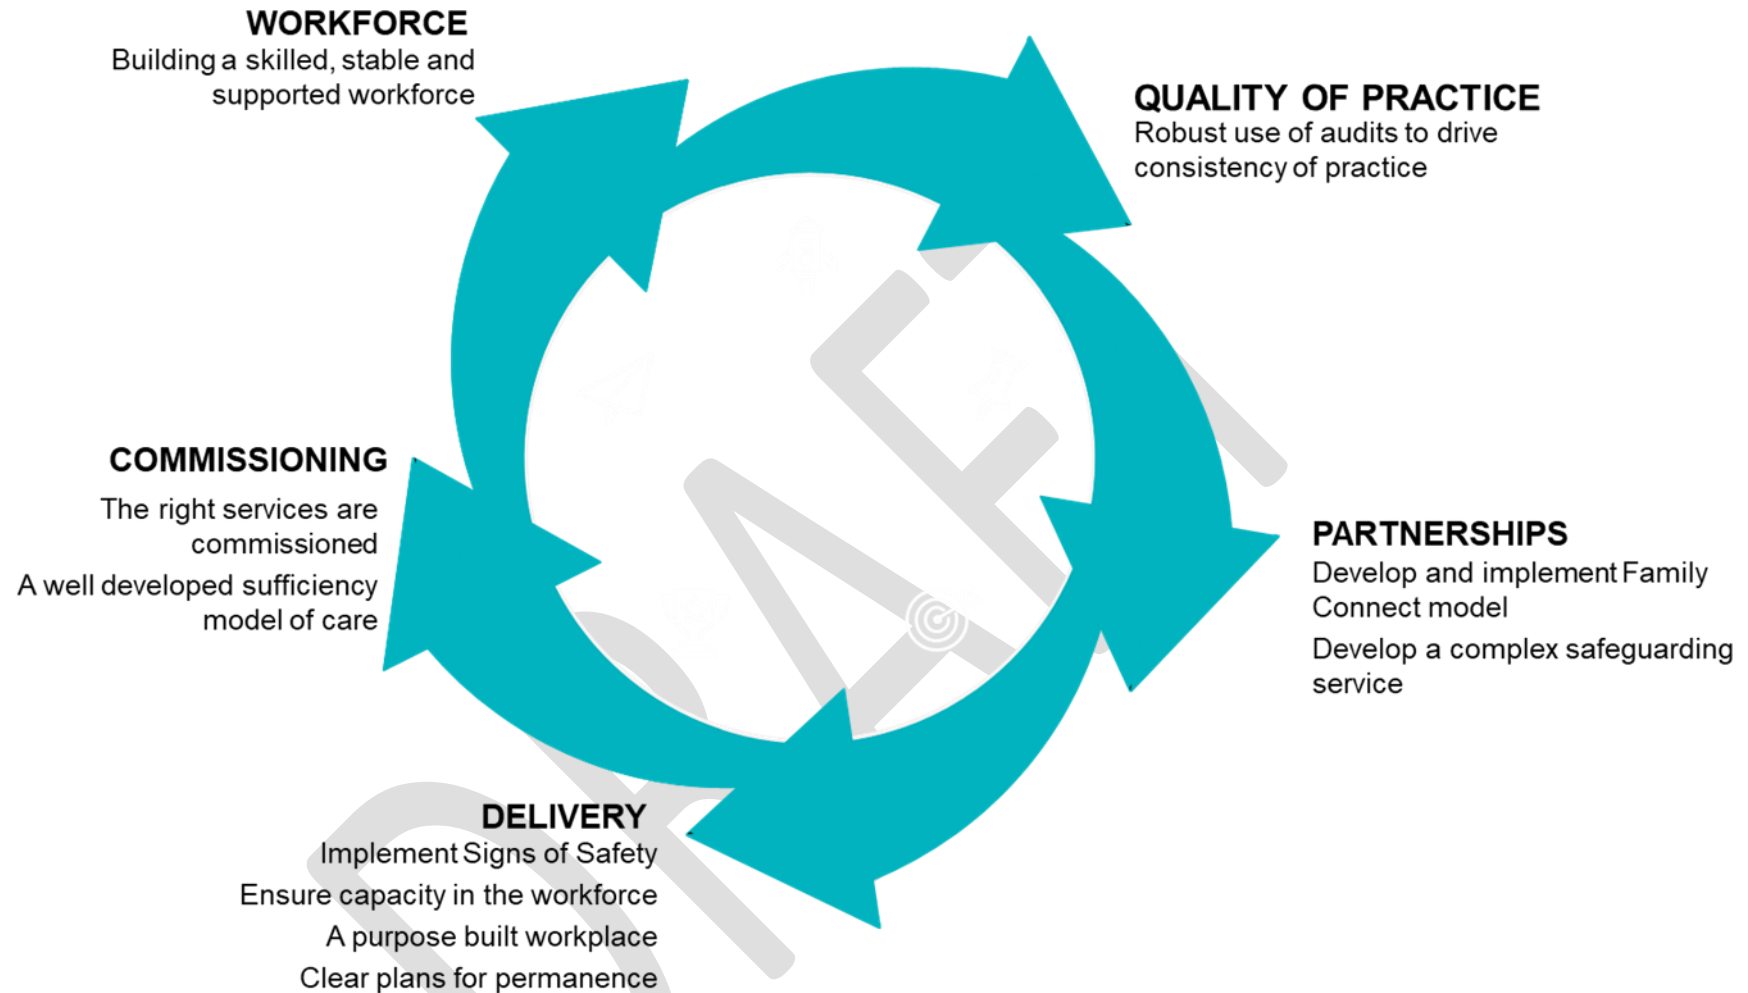 WORKFORCE
Building a skilled, stable and
supported workforce
QUALITY OF PRACTICE
Robust use of audits to drive
consistency of practice
PARTNERSHIPS
Develop and implement Family
Connect model
Develop a complex safeguarding
service
DELIVERY
Implement Signs of Safety
Ensure capacity in the workforce
A purpose built workplace
Clear plans for permanence
COMMISSIONING
The right services are
commissioned
A well developed sufficiency
model of care
DRAFT